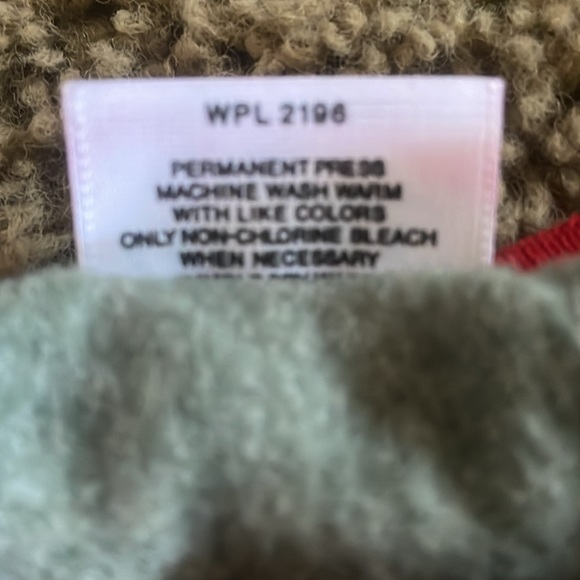 WPL 2196
PERMANENT PRESS
MACHINE WASH WARM
WITH LIKE COLORS
ONLY NON-CHLORINE BLEACH
WHEN NECESSARY